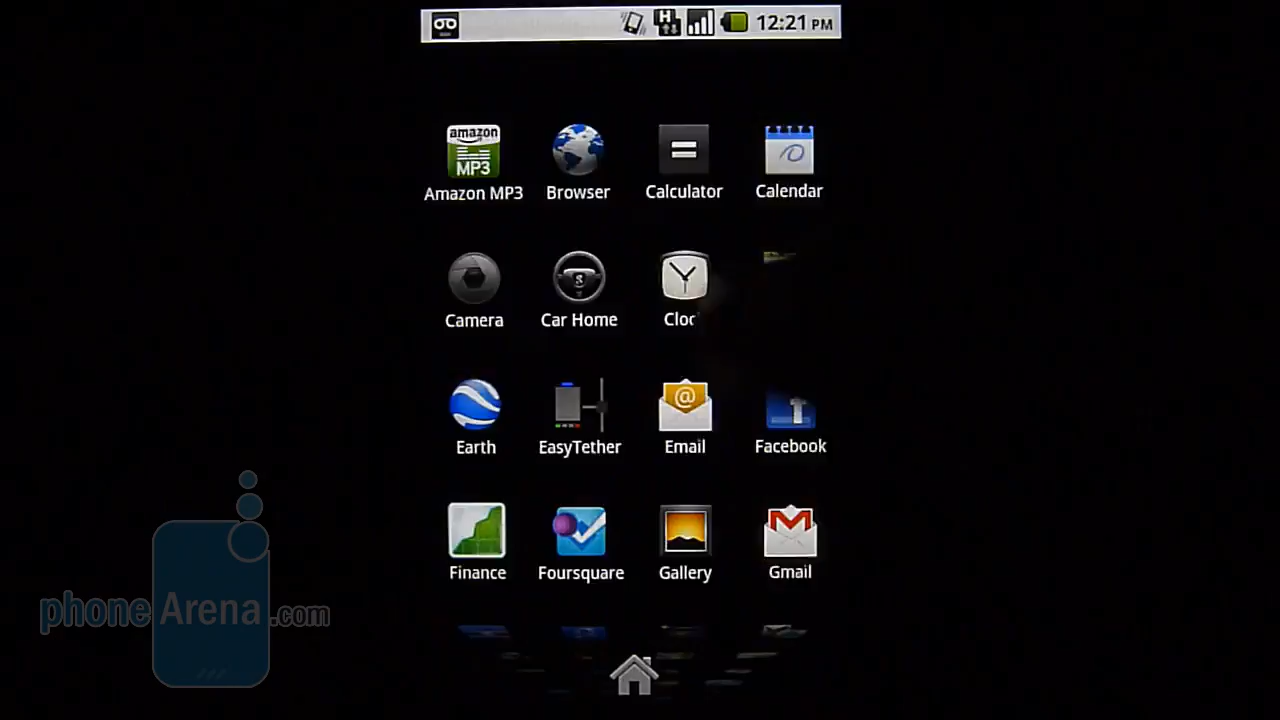 H 12:21 PM
amazon
MP3
Amazon MP3 Browser Calculator Calendar
Camera Car Home Cloc
@
Earth EasyTether Email Facebook
Finance Foursquare Gallery Gmail
phoneArena.com